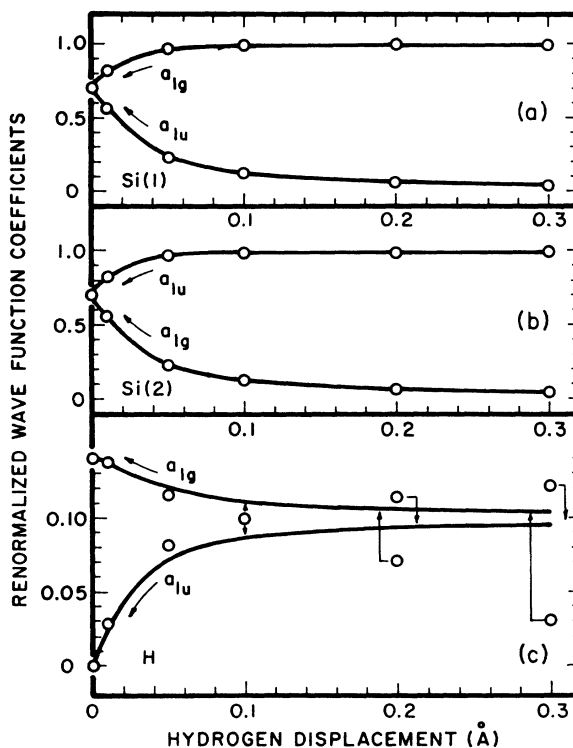 RENORMALIZED WAVE FUNCTION COEFFICIENTS
1.0
0.5
0
a1g
a1u
Si(1)
(a)
0.1
0.2
0.3
1.0
0.5
0
a1u
a1g
Si(2)
(b)
0.1
0.2
0.3
0.10
0.05
0
a1g
a1u
H
(c)
0
0.1
0.2
0.3
HYDROGEN DISPLACEMENT (Å)